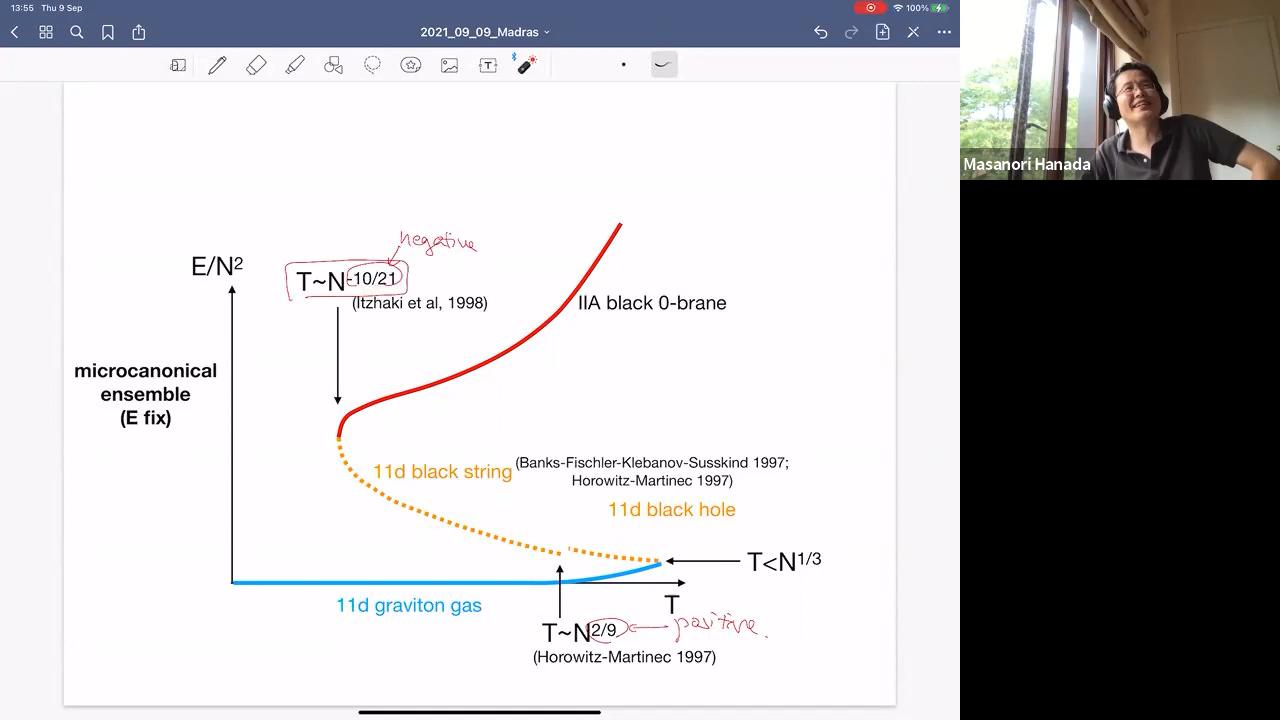 13:55 Thu 9 Sep
100%
2021_09_09_Madras
Masanori Hanada
negative
E/N²
T~N^-10/21
(Itzhaki et al, 1998)
IIA black 0-brane
microcanonical
ensemble
(E fix)
11d black string
(Banks-Fischler-Klebanov-Susskind 1997;
Horowitz-Martinec 1997)
11d black hole
T<N^1/3
11d graviton gas
T
T~N^2/9
positive.
(Horowitz-Martinec 1997)